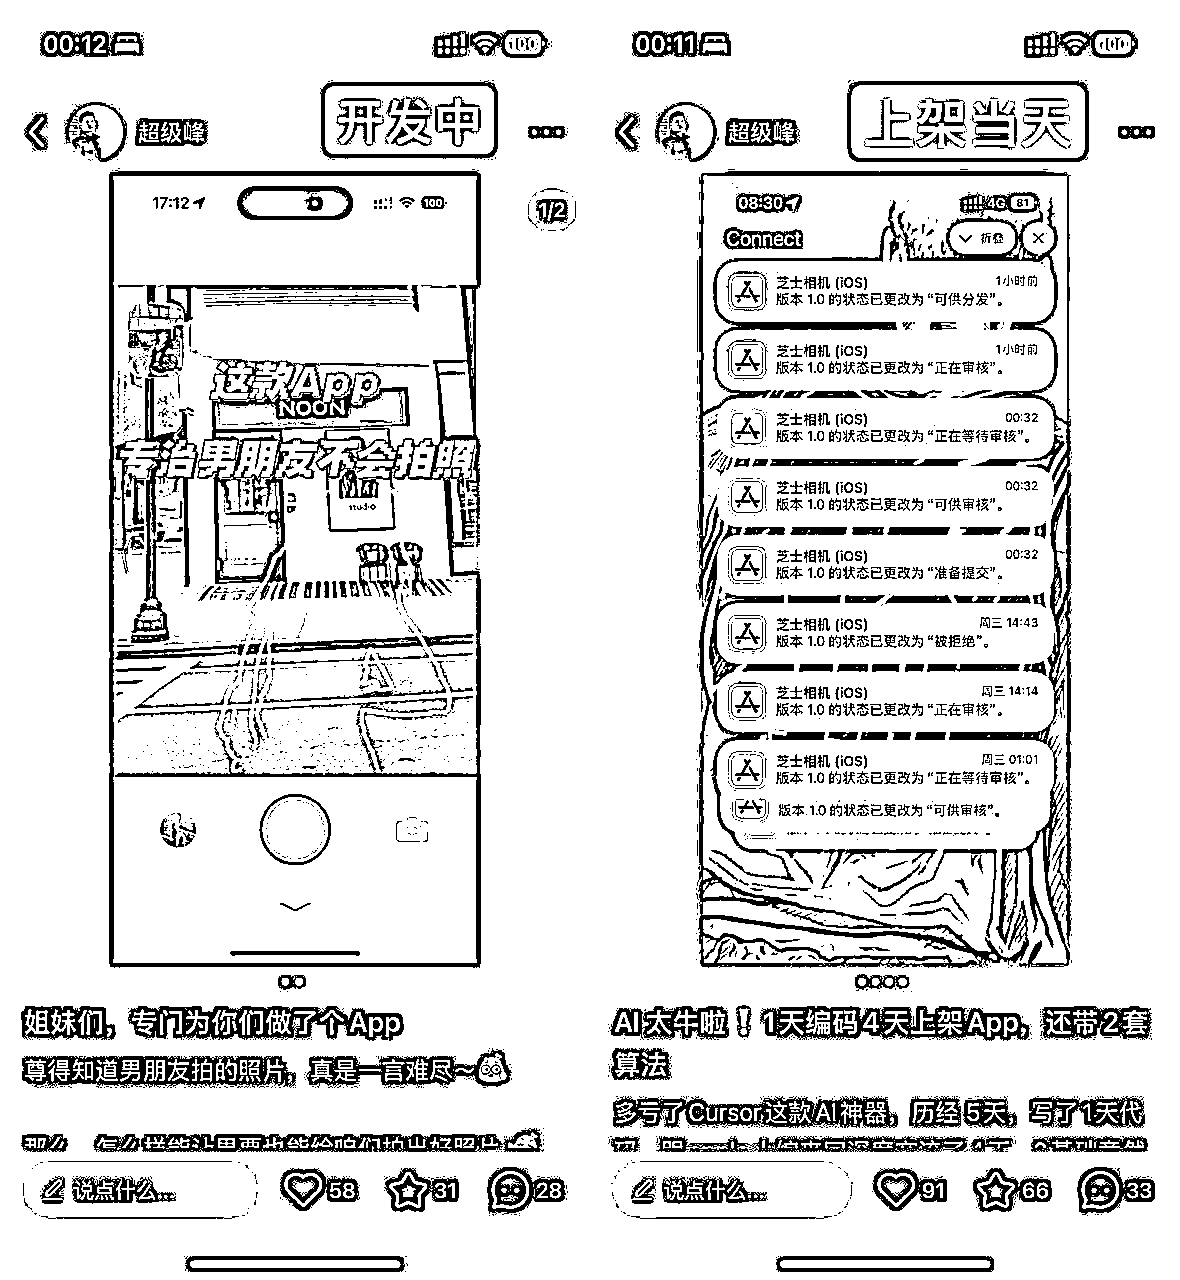 00:12
100
超级峰
开发中
17:12
100
1/2
这款App
NOON
专治男朋友不会拍照
studio
姐妹们，专门为你们做了个App
尊得知道男朋友拍的照片，真是一言难尽~
说点什么...
58
31
28
00:11
100
超级峰
上架当天
08:30
4G
81
Connect
折叠
芝士相机 (iOS)
1小时前
版本 1.0 的状态已更改为 “可供分发”。
芝士相机 (iOS)
1小时前
版本 1.0 的状态已更改为 “正在审核”。
芝士相机 (iOS)
00:32
版本 1.0 的状态已更改为 “正在等待审核”。
芝士相机 (iOS)
00:32
版本 1.0 的状态已更改为 “可供审核”。
芝士相机 (iOS)
00:32
版本 1.0 的状态已更改为 “准备提交”。
芝士相机 (iOS)
周三 14:43
版本 1.0 的状态已更改为 “被拒绝”。
芝士相机 (iOS)
周三 14:14
版本 1.0 的状态已更改为 “正在审核”。
芝士相机 (iOS)
周三 01:01
版本 1.0 的状态已更改为 “正在等待审核”。
版本 1.0 的状态已更改为 “可供审核”。
AI太牛啦！1天编码4天上架App，还带2套
算法
多亏了Cursor这款AI神器，历经5天，写了1天代
说点什么...
91
66
33